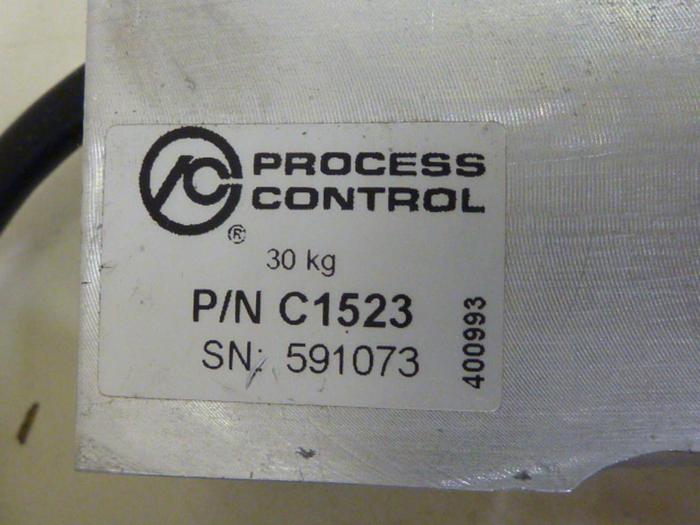 PROCESS
CONTROL
®
30 kg
P/N C1523
SN: 591073
400993